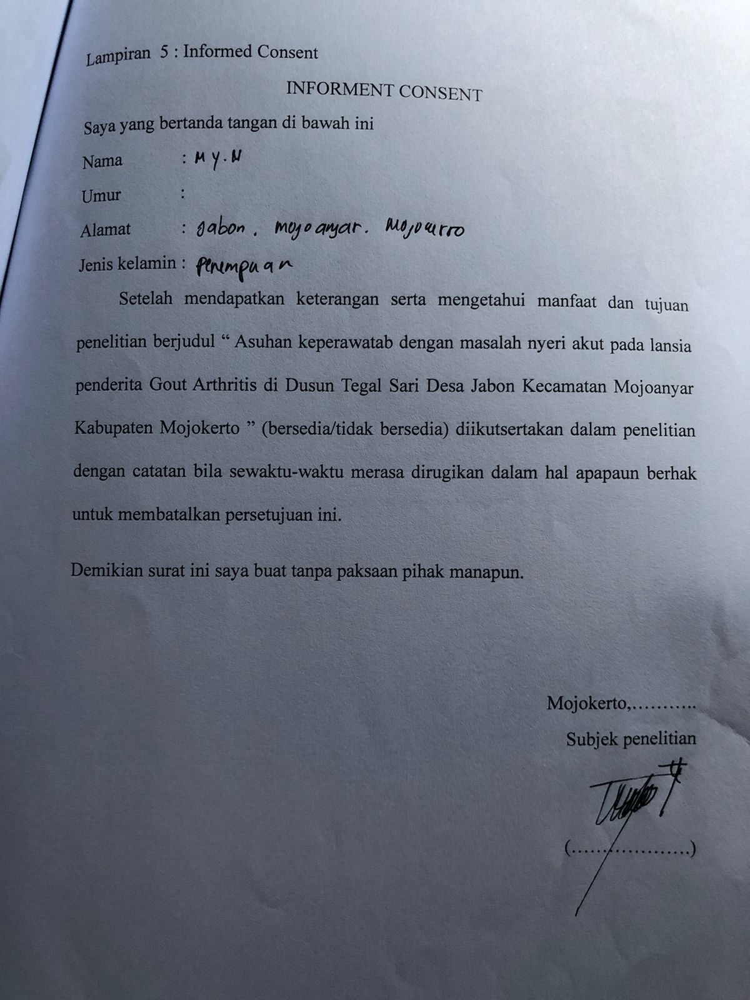 Lampiran 5 : Informed Consent
INFORMENT CONSENT
Saya yang bertanda tangan di bawah ini
Nama : My.N
Umur :
Alamat : Jabon. mojoanyar. Mojokerto
Jenis kelamin : Perempuan
Setelah mendapatkan keterangan serta mengetahui manfaat dan tujuan
penelitian berjudul “ Asuhan keperawatab dengan masalah nyeri akut pada lansia
penderita Gout Arthritis di Dusun Tegal Sari Desa Jabon Kecamatan Mojoanyar
Kabupaten Mojokerto ” (bersedia/tidak bersedia) diikutsertakan dalam penelitian
dengan catatan bila sewaktu-waktu merasa dirugikan dalam hal apapaun berhak
untuk membatalkan persetujuan ini.
Demikian surat ini saya buat tanpa paksaan pihak manapun.
Mojokerto,...........
Subjek penelitian
(....................)